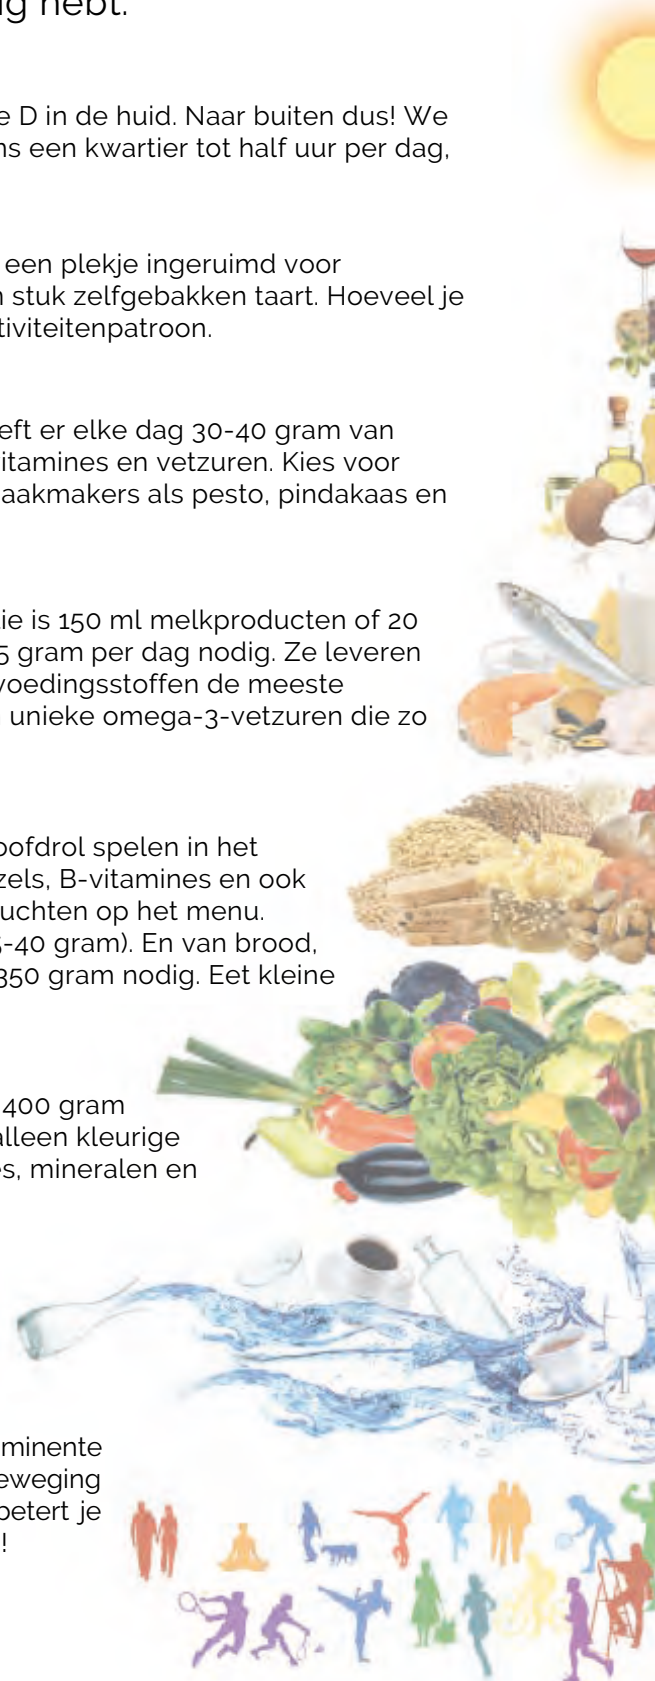 ig hebt.
e D in de huid. Naar buiten dus! We
ns een kwartier tot half uur per dag,
een plekje ingeruimd voor
n stuk zelfgebakken taart. Hoeveel je
tiviteitenpatroon.
eft er elke dag 30-40 gram van
itamines en vetzuren. Kies voor
aakmakers als pesto, pindakaas en
ie is 150 ml melkproducten of 20
5 gram per dag nodig. Ze leveren
voedingsstoffen de meeste
unieke omega-3-vetzuren die zo
oofdrol spelen in het
zels, B-vitamines en ook
uchten op het menu.
5-40 gram). En van brood,
350 gram nodig. Eet kleine
400 gram
alleen kleurige
es, mineralen en
minente
eweging
betert je
!